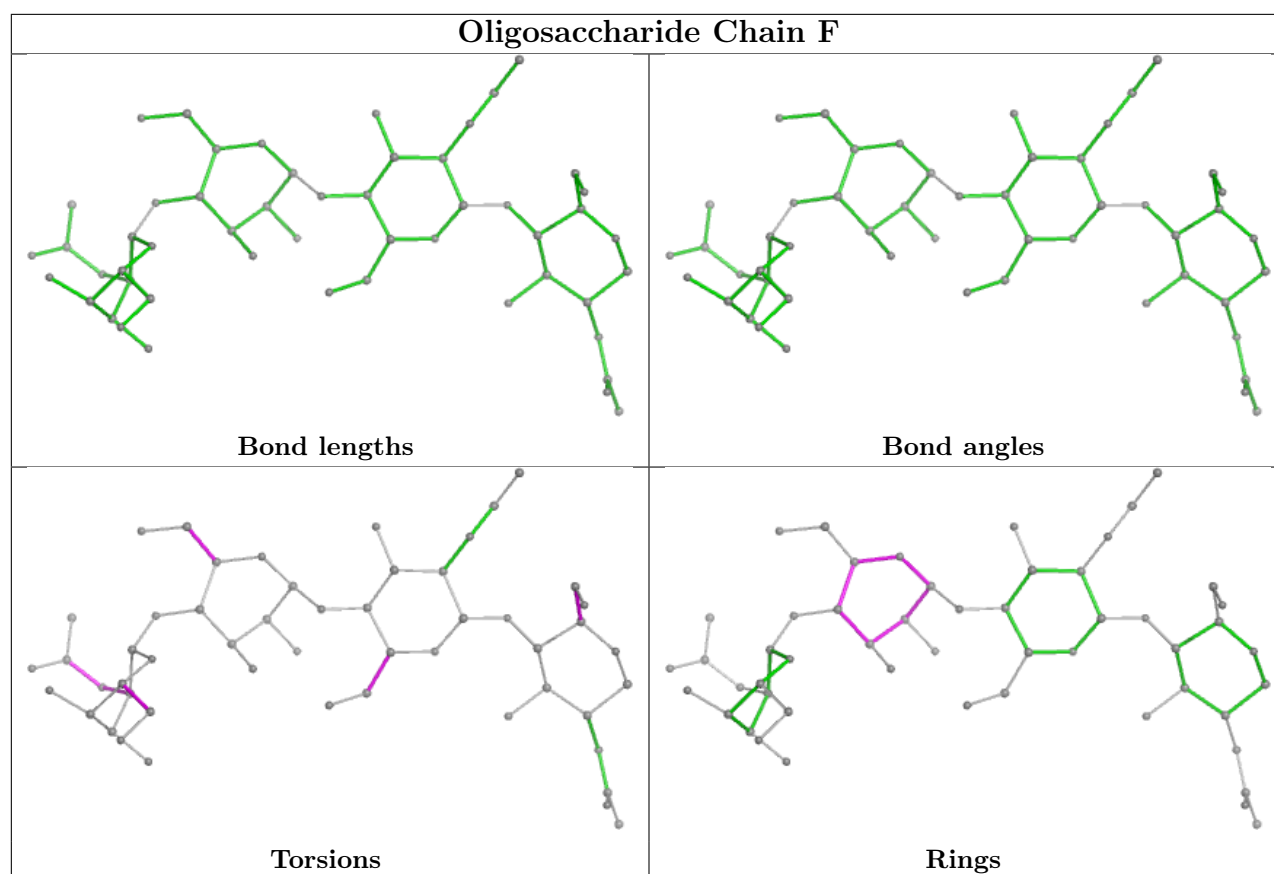 Oligosaccharide Chain F
Bond lengths
Bond angles
Torsions
Rings